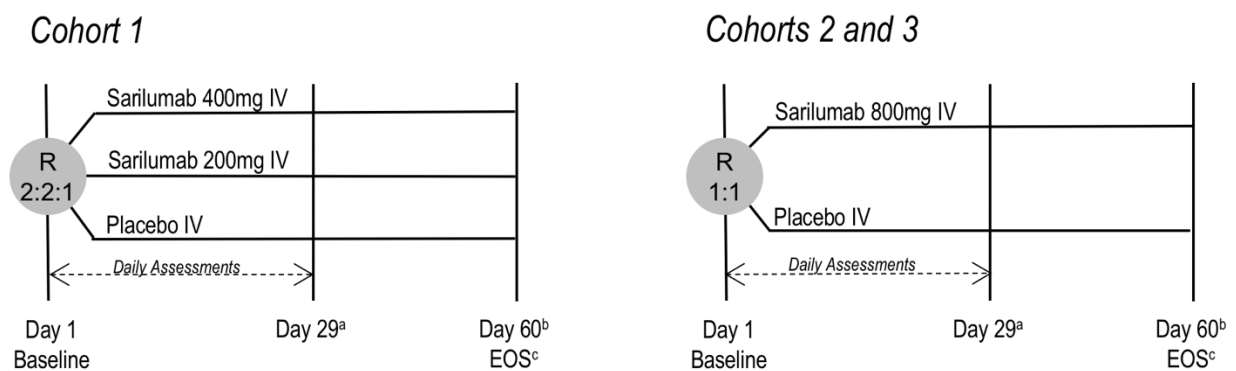 Cohort 1
Sarilumab 400mg IV
R
2:2:1
Sarilumab 200mg IV
Placebo IV
Daily Assessments
Day 1
Baseline
Day 29ᵃ
Day 60ᵇ
EOSᶜ
Cohorts 2 and 3
Sarilumab 800mg IV
R
1:1
Placebo IV
Daily Assessments
Day 1
Baseline
Day 29ᵃ
Day 60ᵇ
EOSᶜ